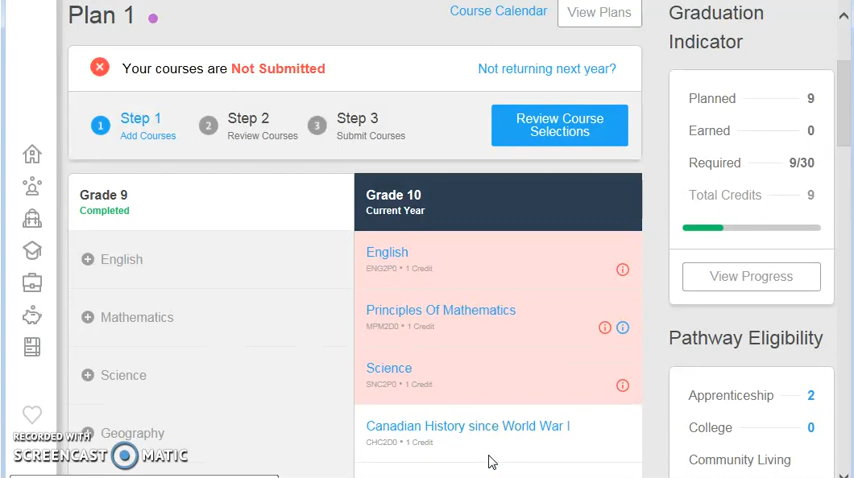 Plan 1
Course Calendar
View Plans
Your courses are Not Submitted
Not returning next year?
1
Step 1
Add Courses
2
Step 2
Review Courses
3
Step 3
Submit Courses
Review Course
Selections
Grade 9
Completed
Grade 10
Current Year
English
English
ENG2P0 • 1 Credit
Mathematics
Principles Of Mathematics
MPM2D0 • 1 Credit
Science
Science
SNC2P0 • 1 Credit
Geography
Canadian History since World War I
CHC2D0 • 1 Credit
Graduation
Indicator
Planned 9
Earned 0
Required 9/30
Total Credits 9
View Progress
Pathway Eligibility
Apprenticeship 2
College 0
Community Living
RECORDED WITH
SCREENCAST MATIC